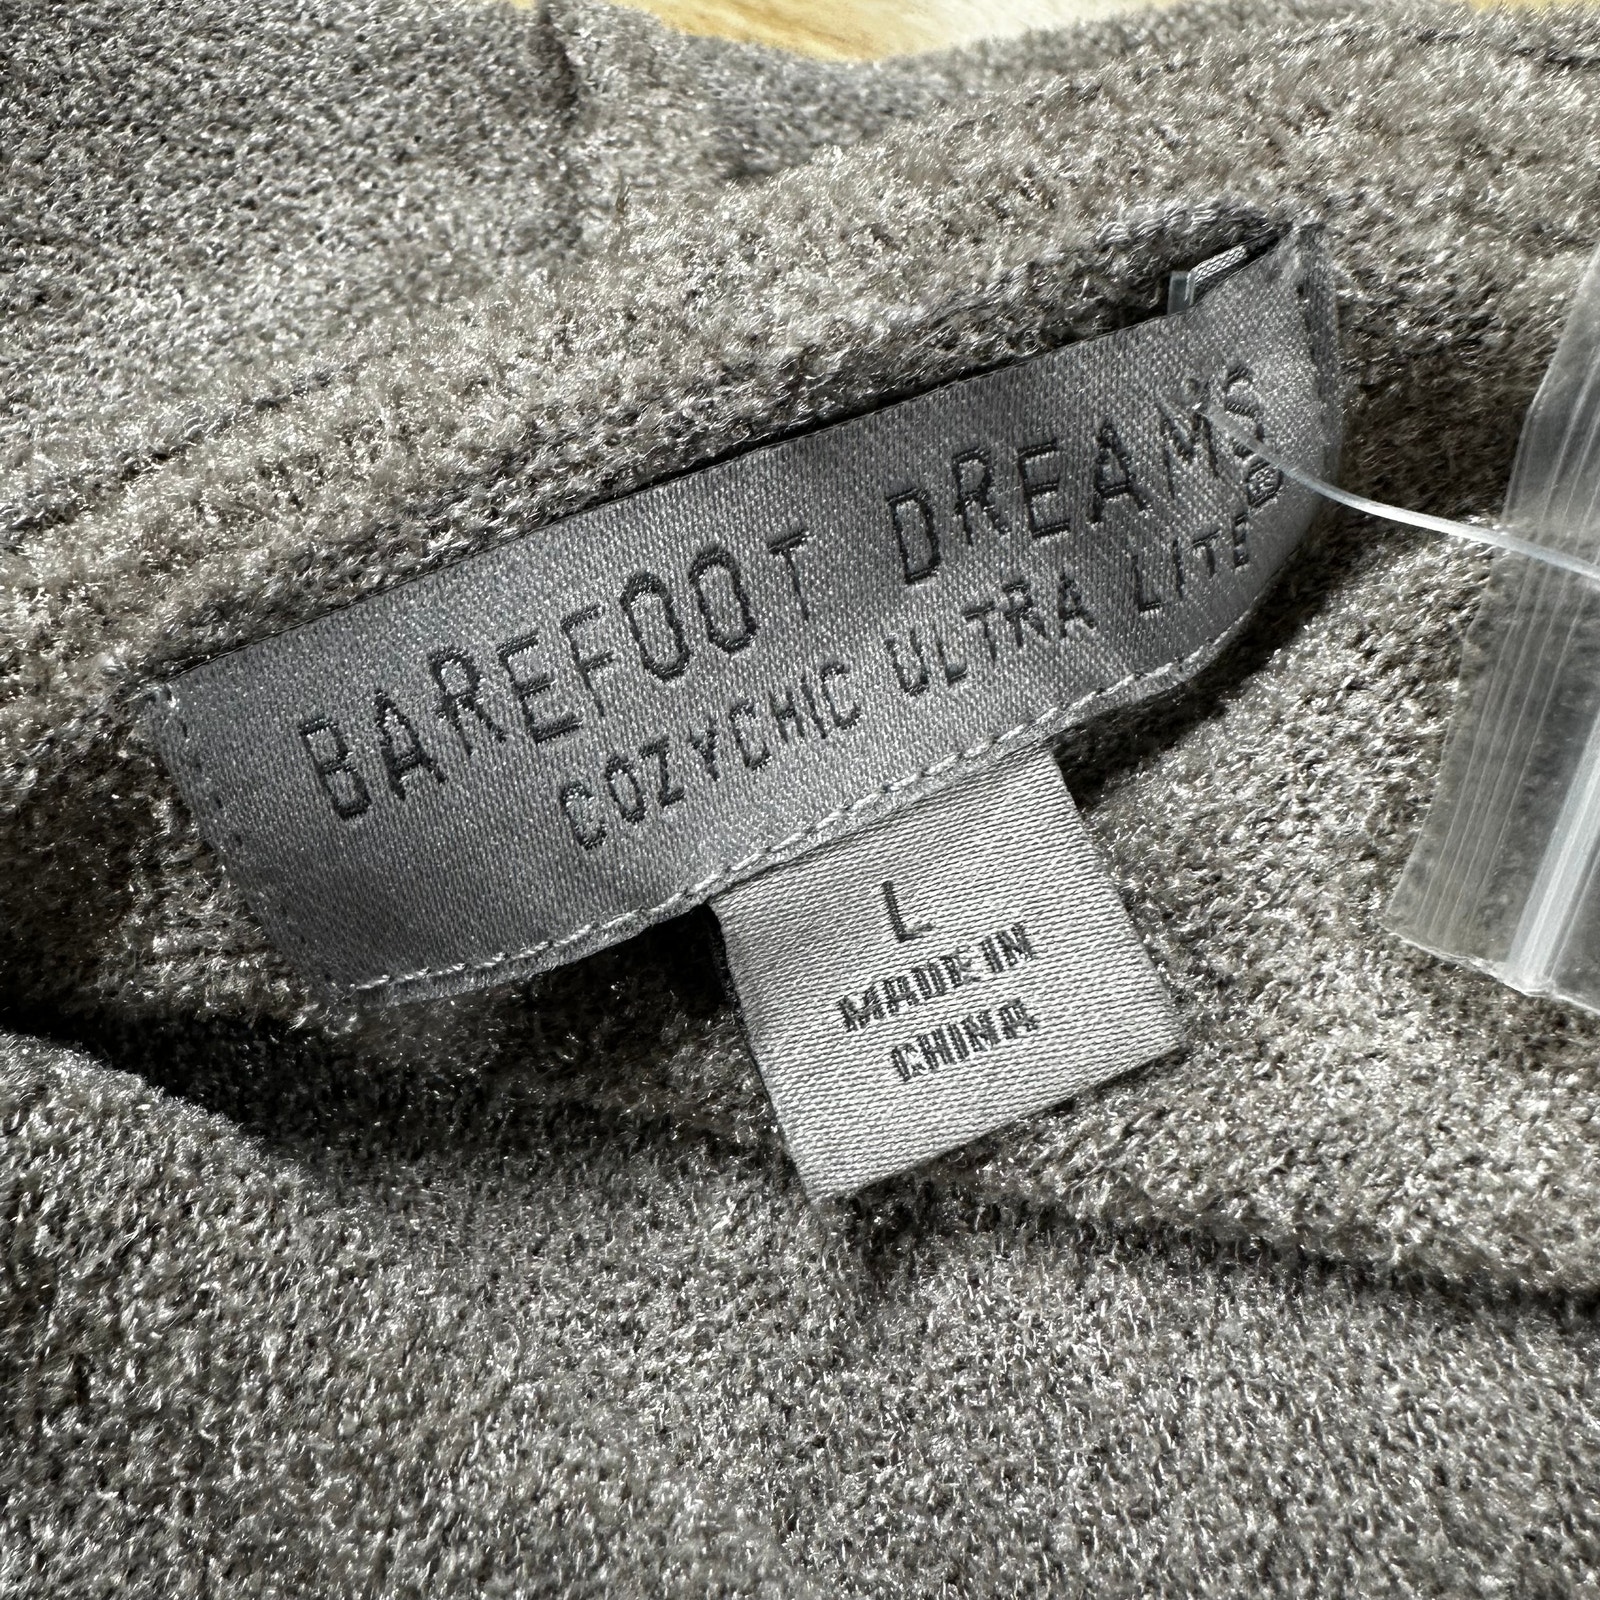 BAREFOOT DREAMS®
COZYCHIC ULTRA LITE
L
MADE IN
CHINA